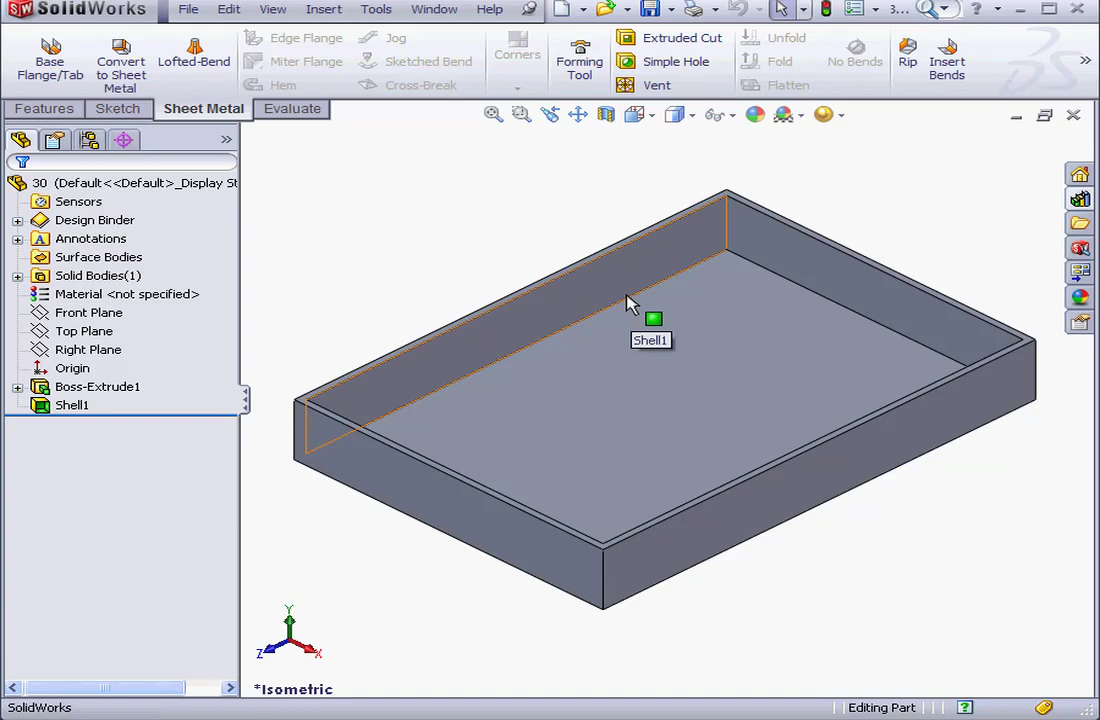 SW SolidWorks File Edit View Insert Tools Window Help 3... ?
Base Flange/Tab
Convert to Sheet Metal
Lofted-Bend
Edge Flange
Miter Flange
Hem
Jog
Sketched Bend
Cross-Break
Corners
Forming Tool
Extruded Cut
Simple Hole
Vent
Unfold
Fold
Flatten
No Bends
Rip
Insert Bends
Features Sketch Sheet Metal Evaluate
30 (Default<<Default>_Display St
Sensors
Design Binder
A Annotations
Surface Bodies
Solid Bodies(1)
Material <not specified>
Front Plane
Top Plane
Right Plane
Origin
Boss-Extrude1
Shell1
Shell1
Y
Z
X
*Isometric
SolidWorks Editing Part ?